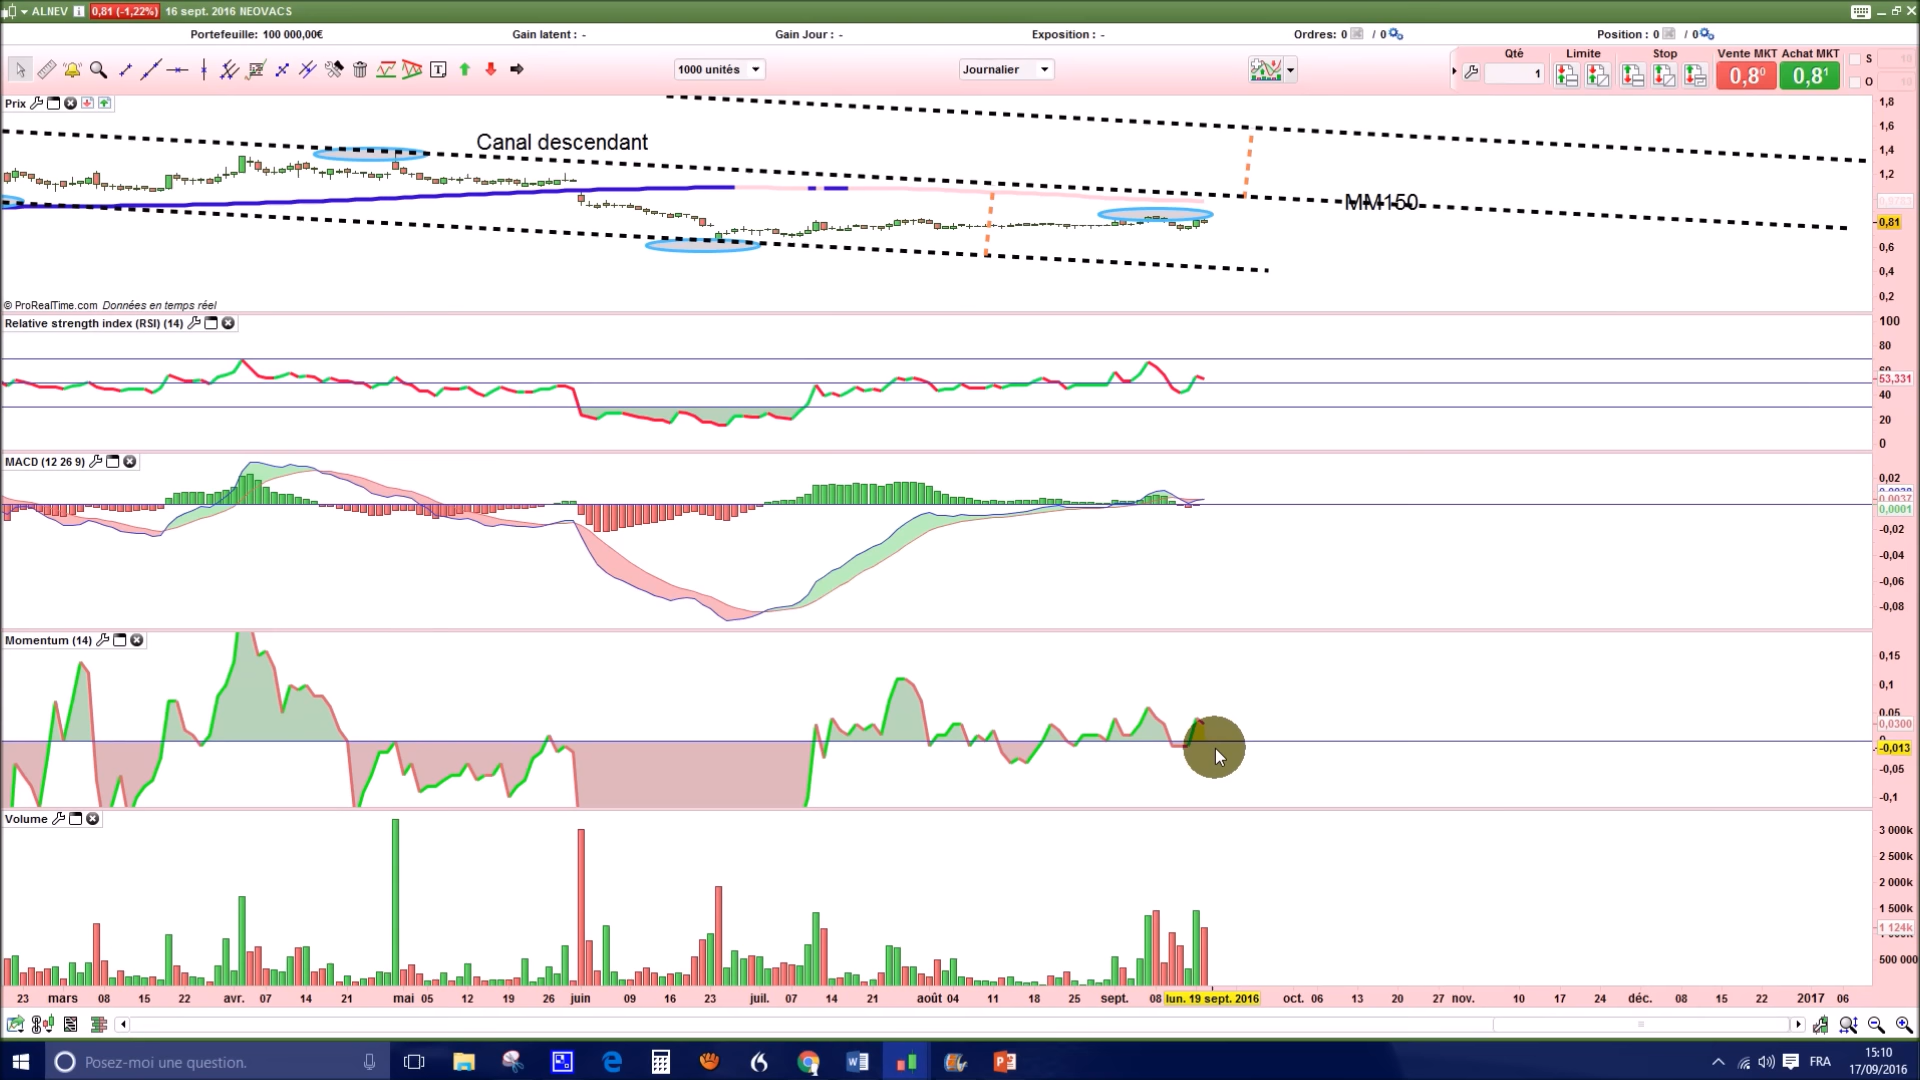 ALNEV 0,81 (-1,22%) 16 sept. 2016 NEOVACS
Portefeuille: 100 000,00€ Gain latent : - Gain Jour : - Exposition : - Ordres: 0 / 0 Position : 0 / 0
Qté Limite Stop Vente MKT Achat MKT
1000 unités Journalier 1 0,8⁰ 0,8¹ S 10
O 10
Prix
Canal descendant
MM150
1,8
1,6
1,4
1,2
0,81
0,6
0,4
0,2
© ProRealTime.com Données en temps réel
Relative strength index (RSI) (14)
100
80
53,331
40
20
0
MACD (12 26 9)
0,02
0,0037
0,0001
-0,02
-0,04
-0,06
-0,08
Momentum (14)
0,15
0,1
0,05
0,0300
-0,013
-0,05
-0,1
Volume
3 000k
2 500k
2 000k
1 500k
1 124k
500 000
23 mars 08 15 22 avr. 07 14 21 mai 05 12 19 26 juin 09 16 23 juil. 07 14 21 août 04 11 18 25 sept. 08 lun. 19 sept. 2016 oct. 06 13 20 27 nov. 10 17 24 déc. 08 15 22 2017 06
Posez-moi une question.
FRA
15:10
17/09/2016